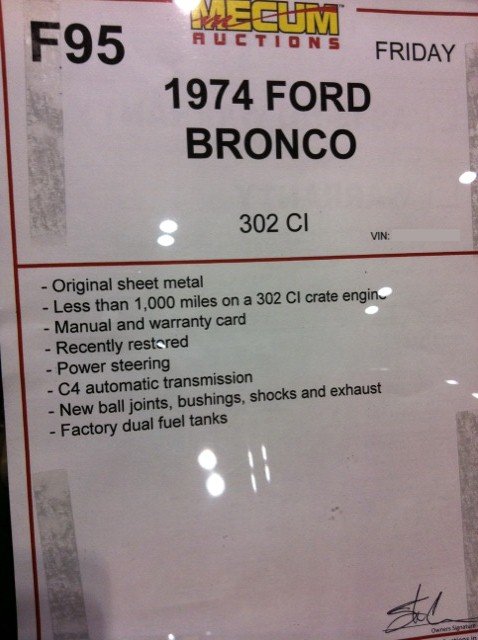 MECUM
AUCTIONS
F95
FRIDAY
1974 FORD
BRONCO
302 CI
VIN:
- Original sheet metal
- Less than 1,000 miles on a 302 CI crate engine
- Manual and warranty card
- Recently restored
- Power steering
- C4 automatic transmission
- New ball joints, bushings, shocks and exhaust
- Factory dual fuel tanks
Owners Signature